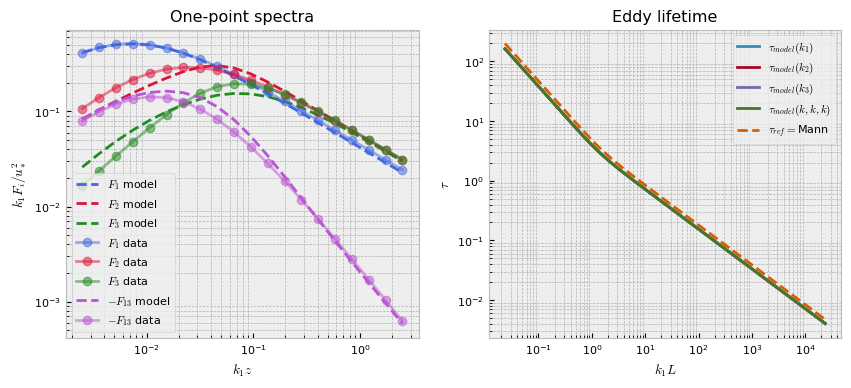 One-point spectra
k₁F_i/u_*²
10⁻¹
10⁻²
10⁻³
F₁ model
F₂ model
F₃ model
F₁ data
F₂ data
F₃ data
−F₁₃ model
−F₁₃ data
10⁻² 10⁻¹ 10⁰
k₁z
Eddy lifetime
τ
10²
10¹
10⁰
10⁻¹
10⁻²
τ_model(k1)
τ_model(k2)
τ_model(k3)
τ_model(k, k, k)
τ_ref = Mann
10⁻¹ 10⁰ 10¹ 10² 10³ 10⁴
k₁L